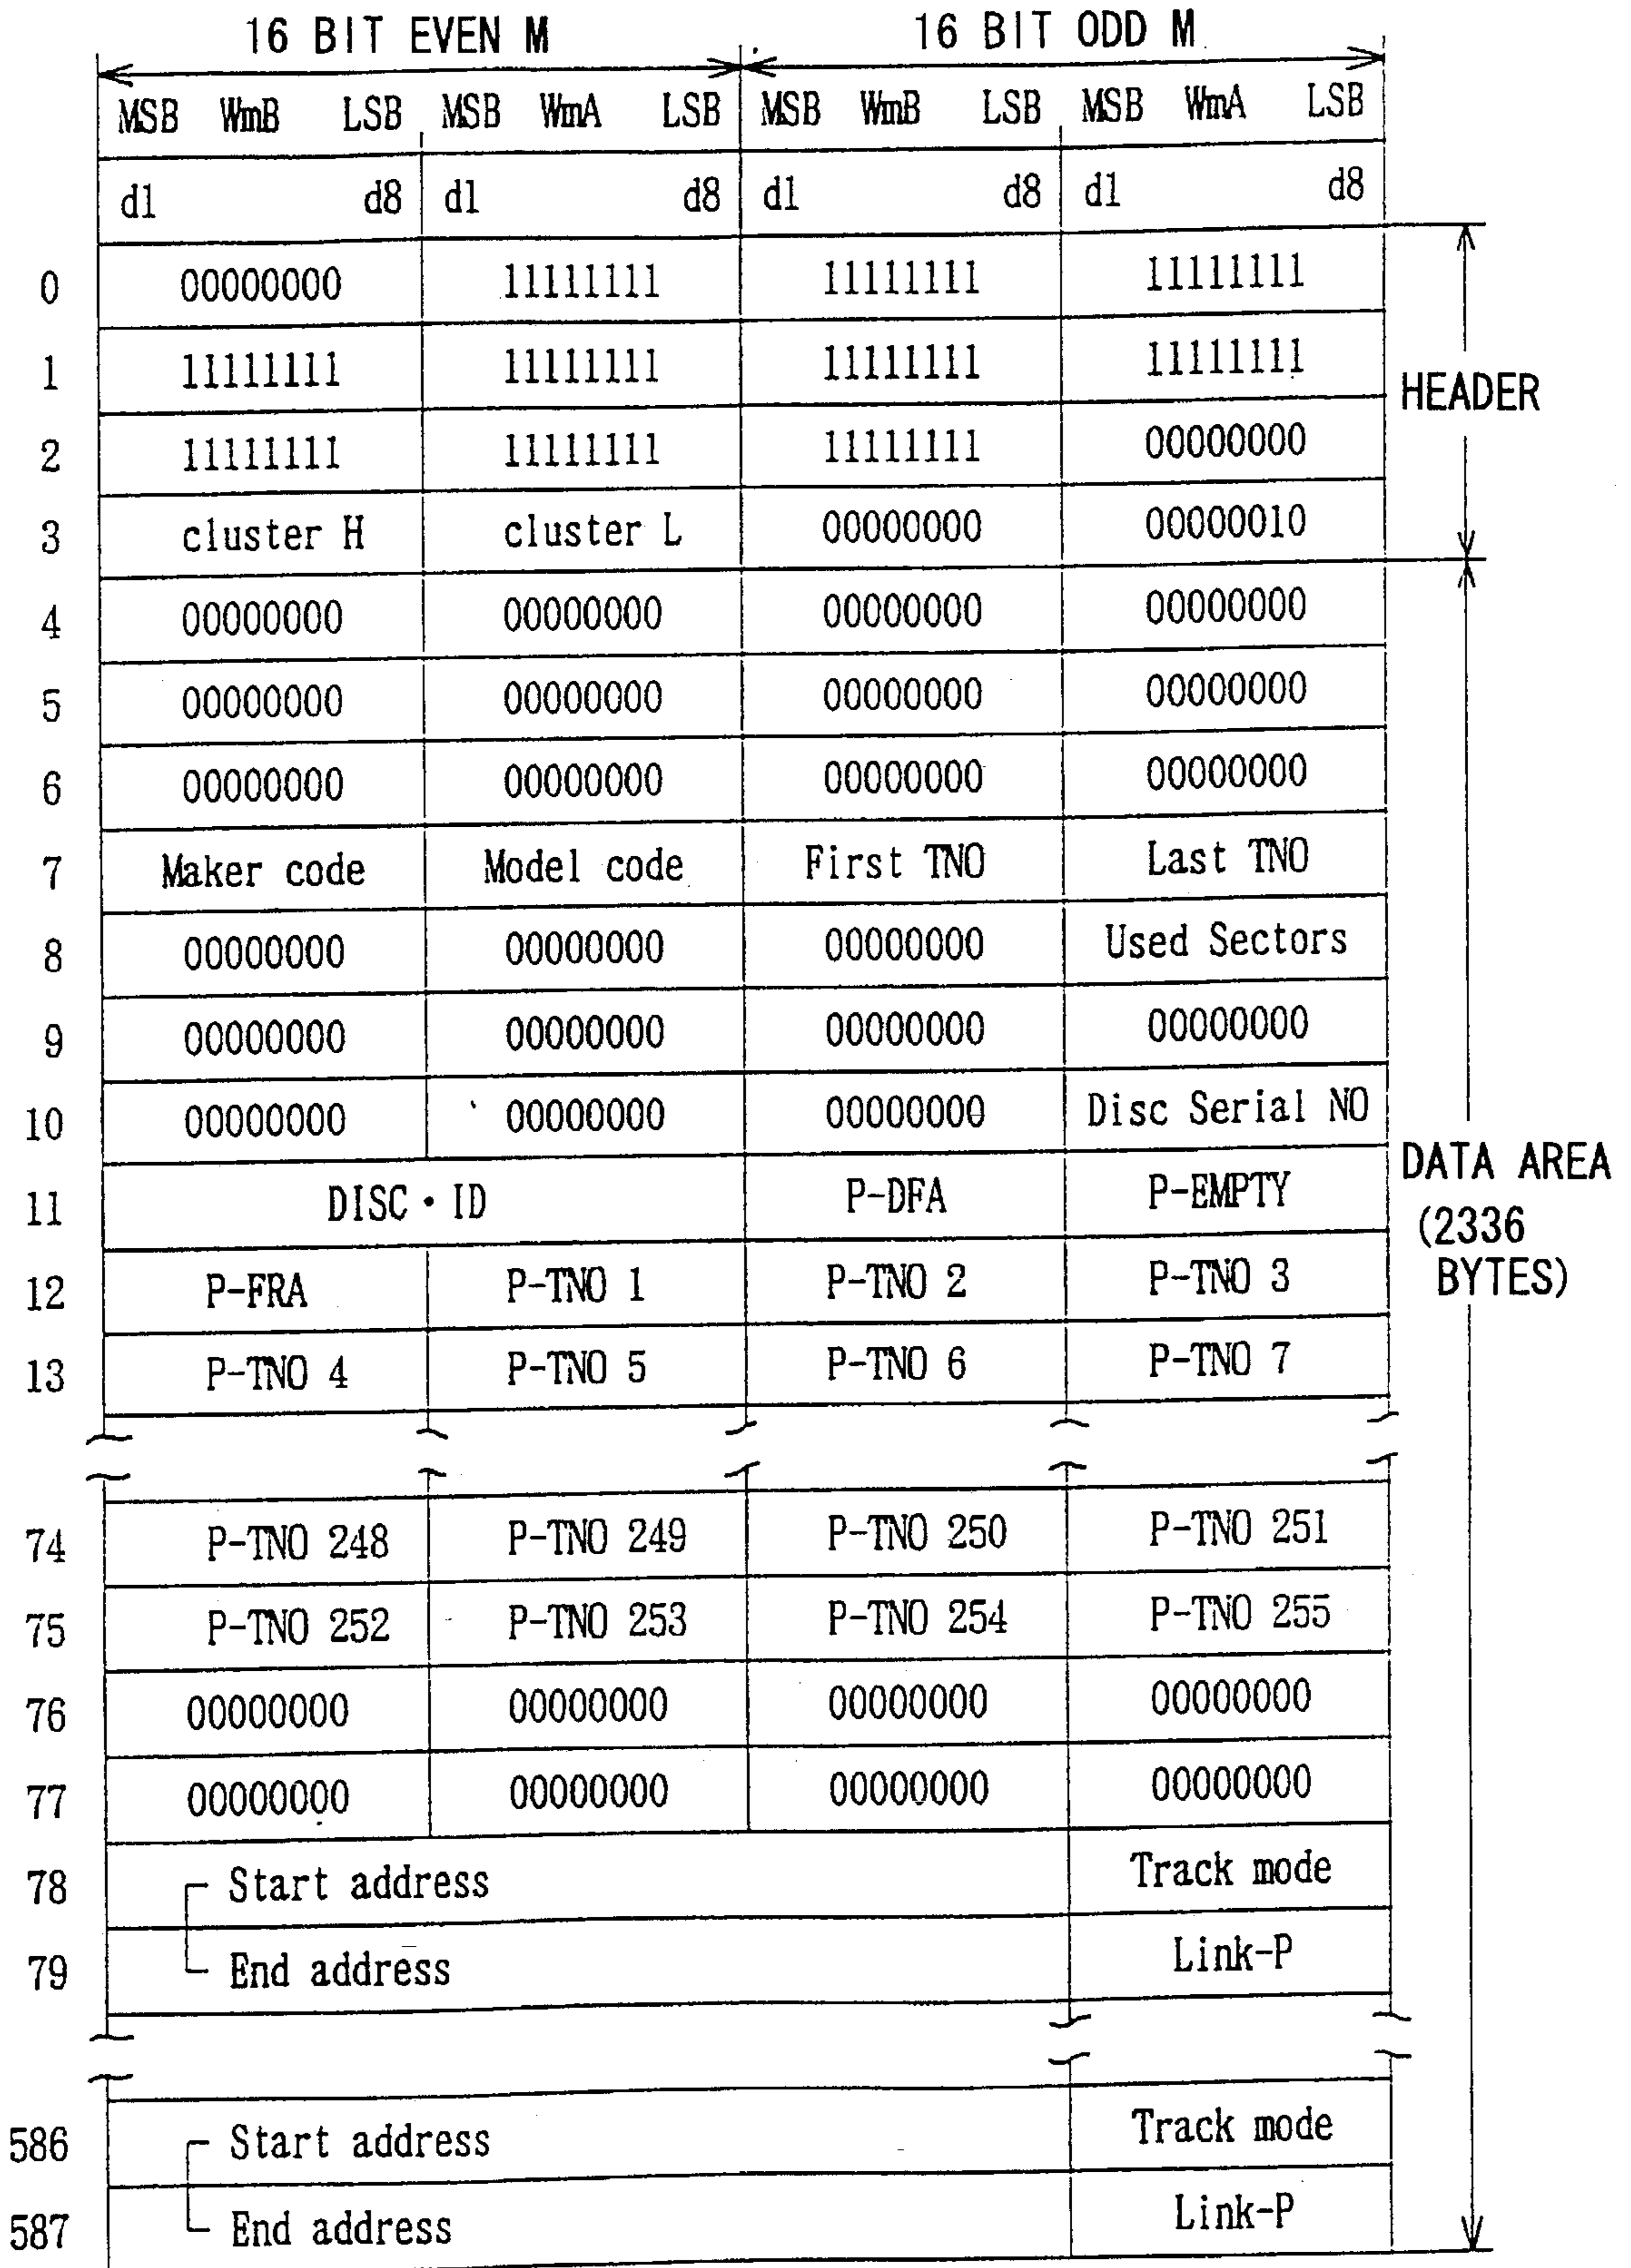 16 BIT EVEN M 16 BIT ODD M
MSB WmB LSB MSB WmA LSB MSB WmB LSB MSB WmA LSB
d1 d8 d1 d8 d1 d8 d1 d8
0 00000000 11111111 11111111 11111111
1 11111111 11111111 11111111 11111111
HEADER
2 11111111 11111111 11111111 00000000
3 cluster H cluster L 00000000 00000010
4 00000000 00000000 00000000 00000000
5 00000000 00000000 00000000 00000000
6 00000000 00000000 00000000 00000000
7 Maker code Model code First TNO Last TNO
8 00000000 00000000 00000000 Used Sectors
9 00000000 00000000 00000000 00000000
10 00000000 00000000 00000000 Disc Serial NO
DATA AREA
11 DISC・ID P-DFA P-EMPTY
(2336
BYTES)
12 P-FRA P-TNO 1 P-TNO 2 P-TNO 3
13 P-TNO 4 P-TNO 5 P-TNO 6 P-TNO 7
74 P-TNO 248 P-TNO 249 P-TNO 250 P-TNO 251
75 P-TNO 252 P-TNO 253 P-TNO 254 P-TNO 255
76 00000000 00000000 00000000 00000000
77 00000000 00000000 00000000 00000000
78 Start address Track mode
79 End address Link-P
586 Start address Track mode
587 End address Link-P